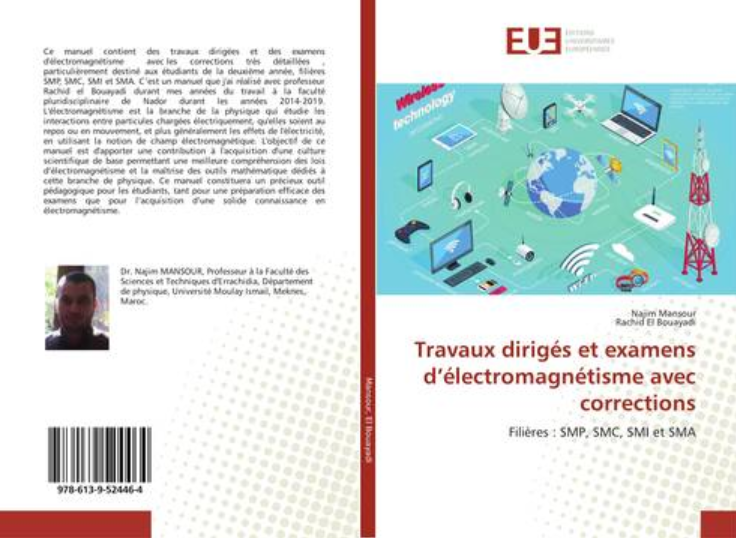 Ce manuel contient des travaux dirigées et des examens
d'électromagnétisme avec les corrections très détaillées ,
particulièrement destiné aux étudiants de la deuxième année, filières
SMP, SMC, SMI et SMA. C'est un manuel que j'ai réalisé avec professeur
Rachid el Bouayadi durant mes années du travail à la faculté
pluridisciplinaire de Nador durant les années 2014-2019.
L'électromagnétisme est la branche de la physique qui étudie les
interactions entre particules chargées électriquement, qu'elles soient au
repos ou en mouvement, et plus généralement les effets de l'électricité,
en utilisant la notion de champ électromagnétique. L'objectif de ce
manuel est d'apporter une contribution à l'acquisition d'une culture
scientifique de base permettant une meilleure compréhension des lois
d'électromagnétisme et la maîtrise des outils mathématique dédiés à
cette branche de physique. Ce manuel constituera un précieux outil
pédagogique pour les étudiants, tant pour une préparation efficace des
examens que pour l'acquisition d'une solide connaissance en
électromagnétisme.
Dr. Najim MANSOUR, Professeur à la Faculté des
Sciences et Techniques d'Errachidia, Département
de physique, Université Moulay Ismail, Meknes,
Maroc.
978-613-9-52446-4
Mansour, El Bouayadi
EUE
ÉDITIONS
UNIVERSITAIRES
EUROPÉENNES
Wireless
technology
Najim Mansour
Rachid El Bouayadi
Travaux dirigés et examens
d'électromagnétisme avec
corrections
Filières : SMP, SMC, SMI et SMA